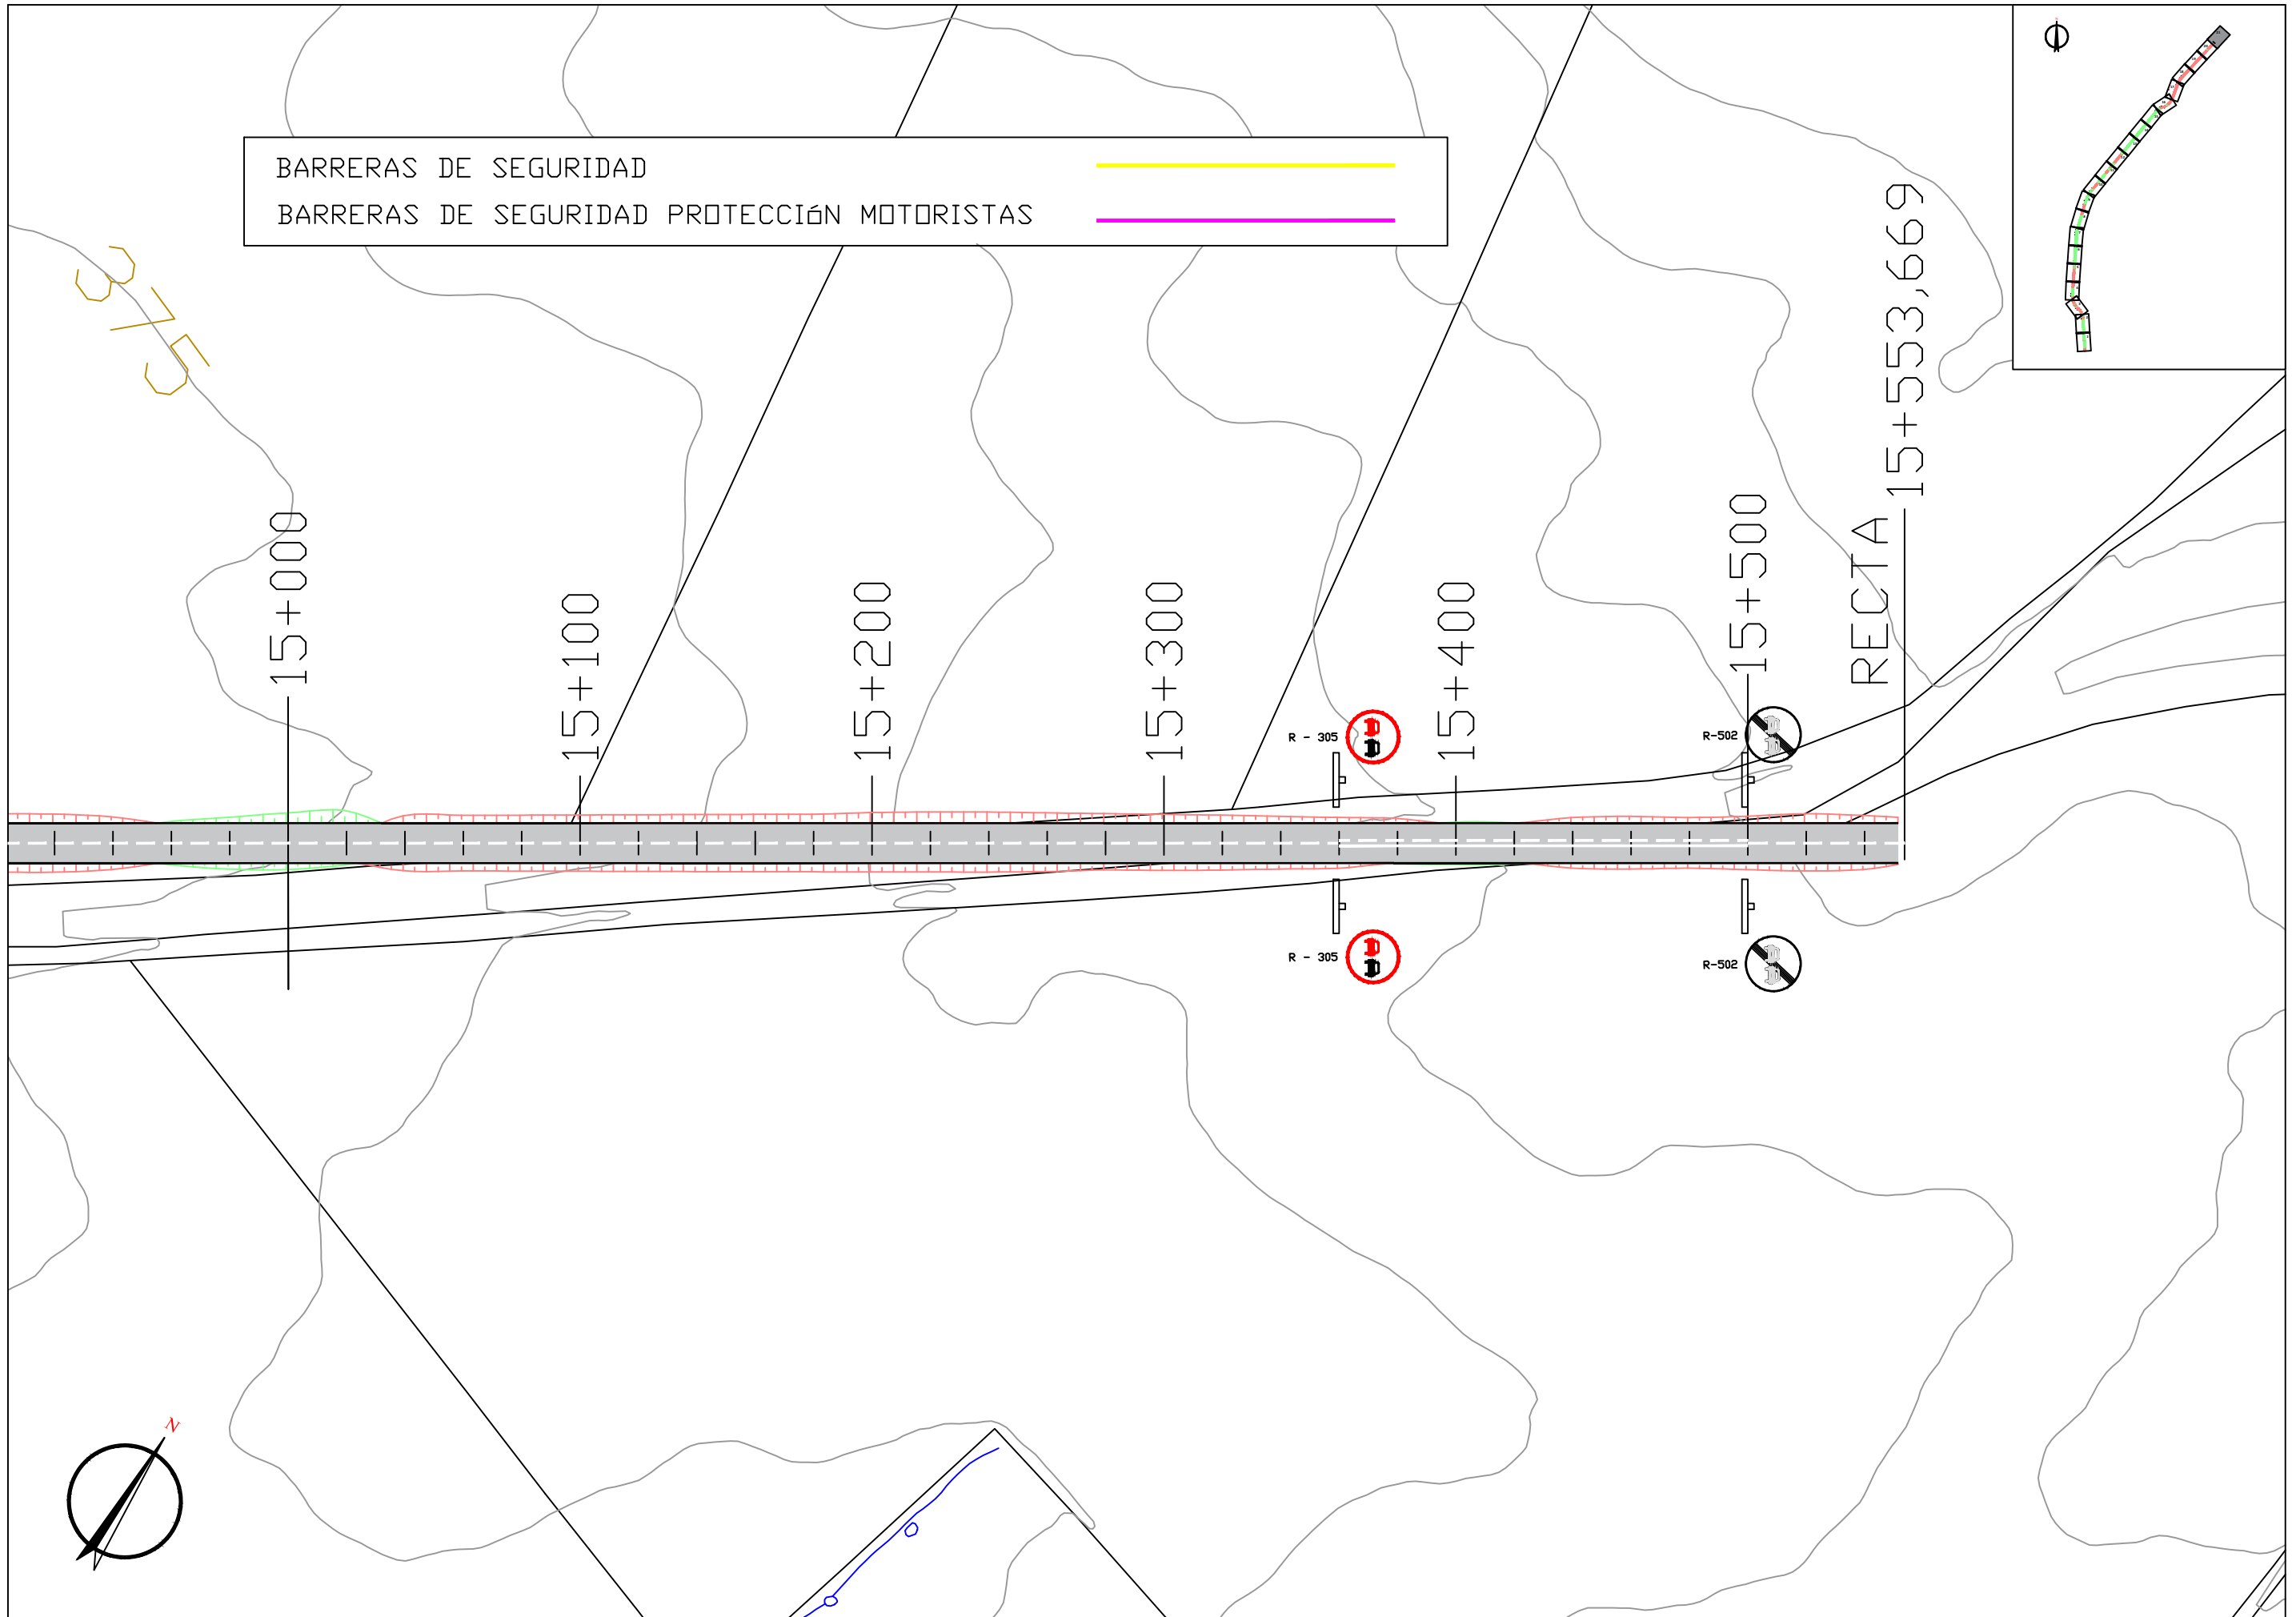 BARRERAS DE SEGURIDAD
BARRERAS DE SEGURIDAD PROTECCIóN MOTORISTAS
375
15+000
15+100
15+200
15+300
15+400
15+500
RECTA
15+553,669
R - 305
R-502
R - 305
R-502
N